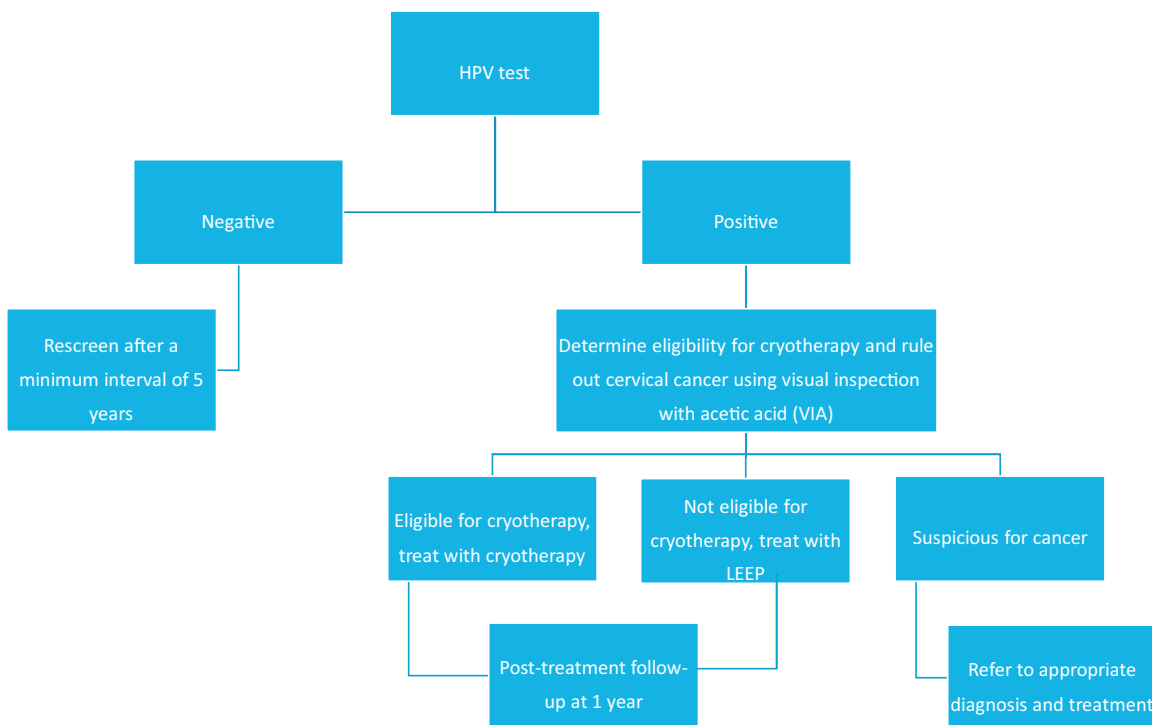 HPV test
Negative
Positive
Rescreen after a
minimum interval of 5
years
Determine eligibility for cryotherapy and rule
out cervical cancer using visual inspection
with acetic acid (VIA)
Eligible for cryotherapy,
treat with cryotherapy
Not eligible for
cryotherapy, treat with
LEEP
Suspicious for cancer
Post-treatment follow-
up at 1 year
Refer to appropriate
diagnosis and treatment